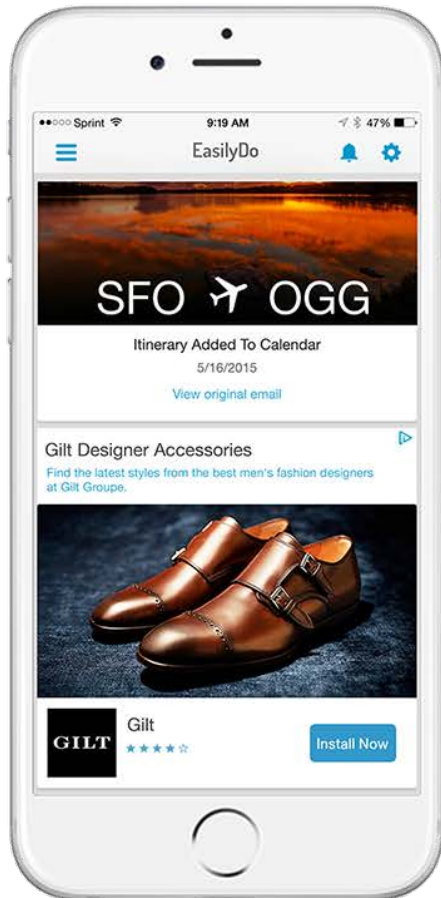 Sprint 9:19 AM 47%
EasilyDo
SFO OGG
Itinerary Added To Calendar
5/16/2015
View original email
Gilt Designer Accessories
Find the latest styles from the best men's fashion designers
at Gilt Groupe.
GILT
Gilt
Install Now